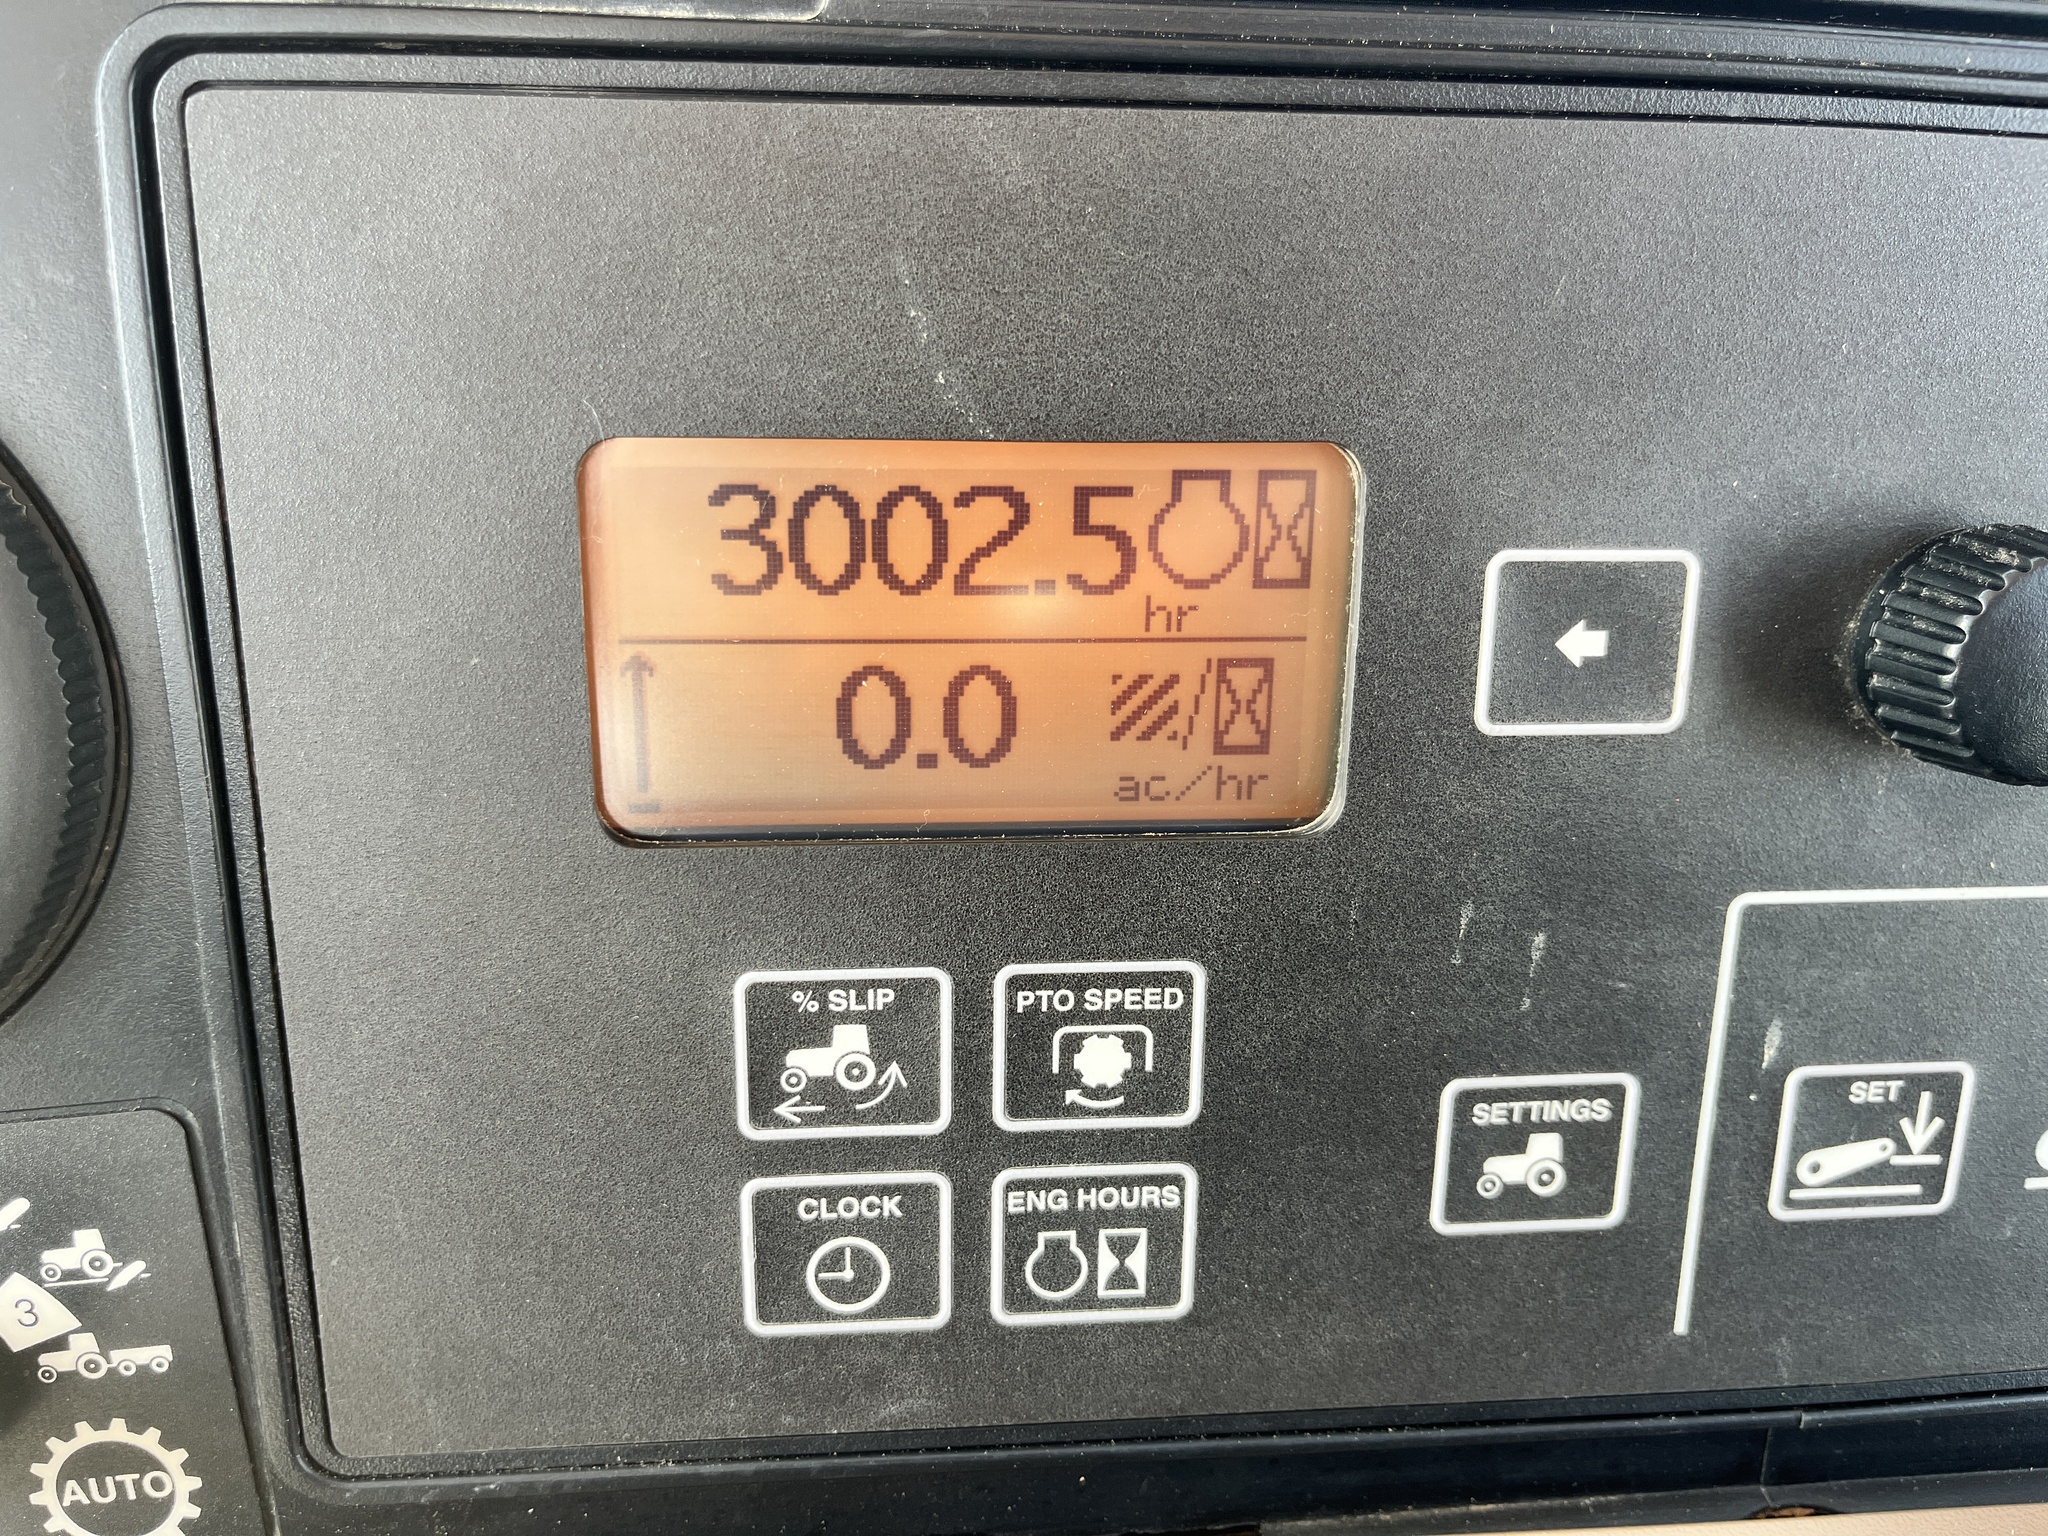 3002.5
hr
0.0
ac/hr
% SLIP
PTO SPEED
SETTINGS
SET
CLOCK
ENG HOURS
3
AUTO